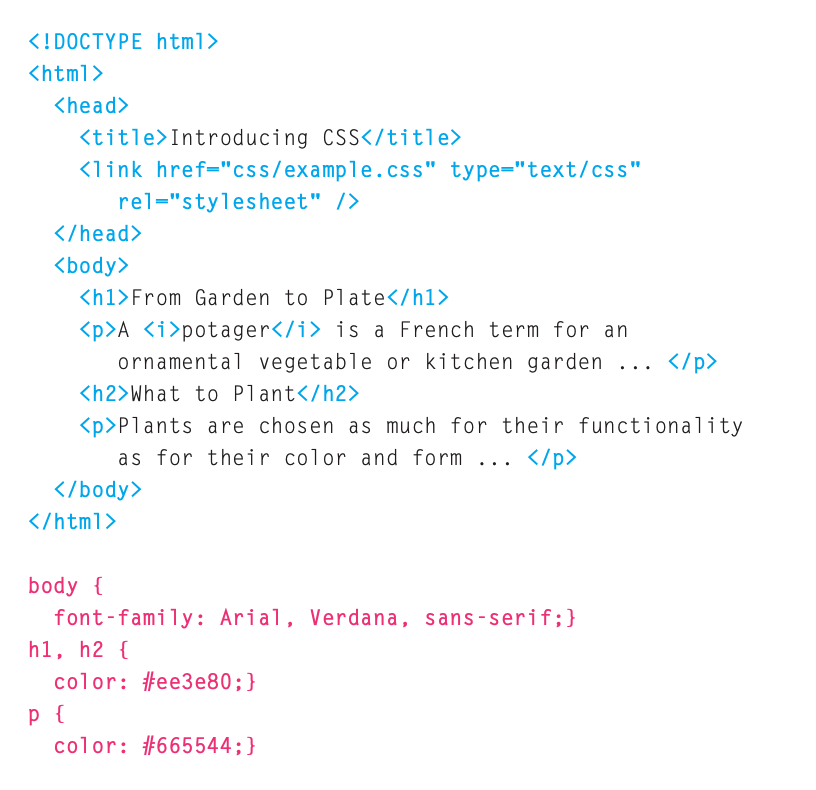 <!DOCTYPE html>
<html>
  <head>
    <title>Introducing CSS</title>
    <link href="css/example.css" type="text/css"
       rel="stylesheet" />
  </head>
  <body>
    <h1>From Garden to Plate</h1>
    <p>A <i>potager</i> is a French term for an
       ornamental vegetable or kitchen garden ... </p>
    <h2>What to Plant</h2>
    <p>Plants are chosen as much for their functionality
       as for their color and form ... </p>
  </body>
</html>

body {
  font-family: Arial, Verdana, sans-serif;}
h1, h2 {
  color: #ee3e80;}
p {
  color: #665544;}